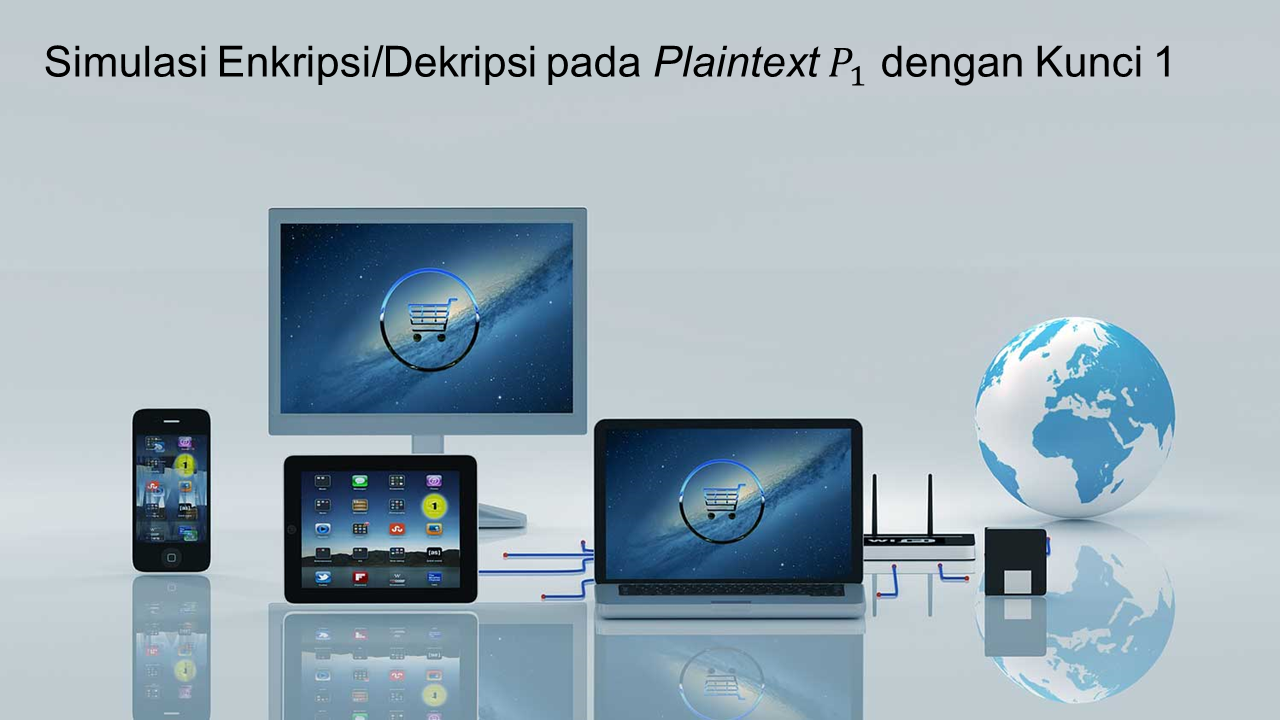 Simulasi Enkripsi/Dekripsi pada Plaintext 𝑃₁ dengan Kunci 1